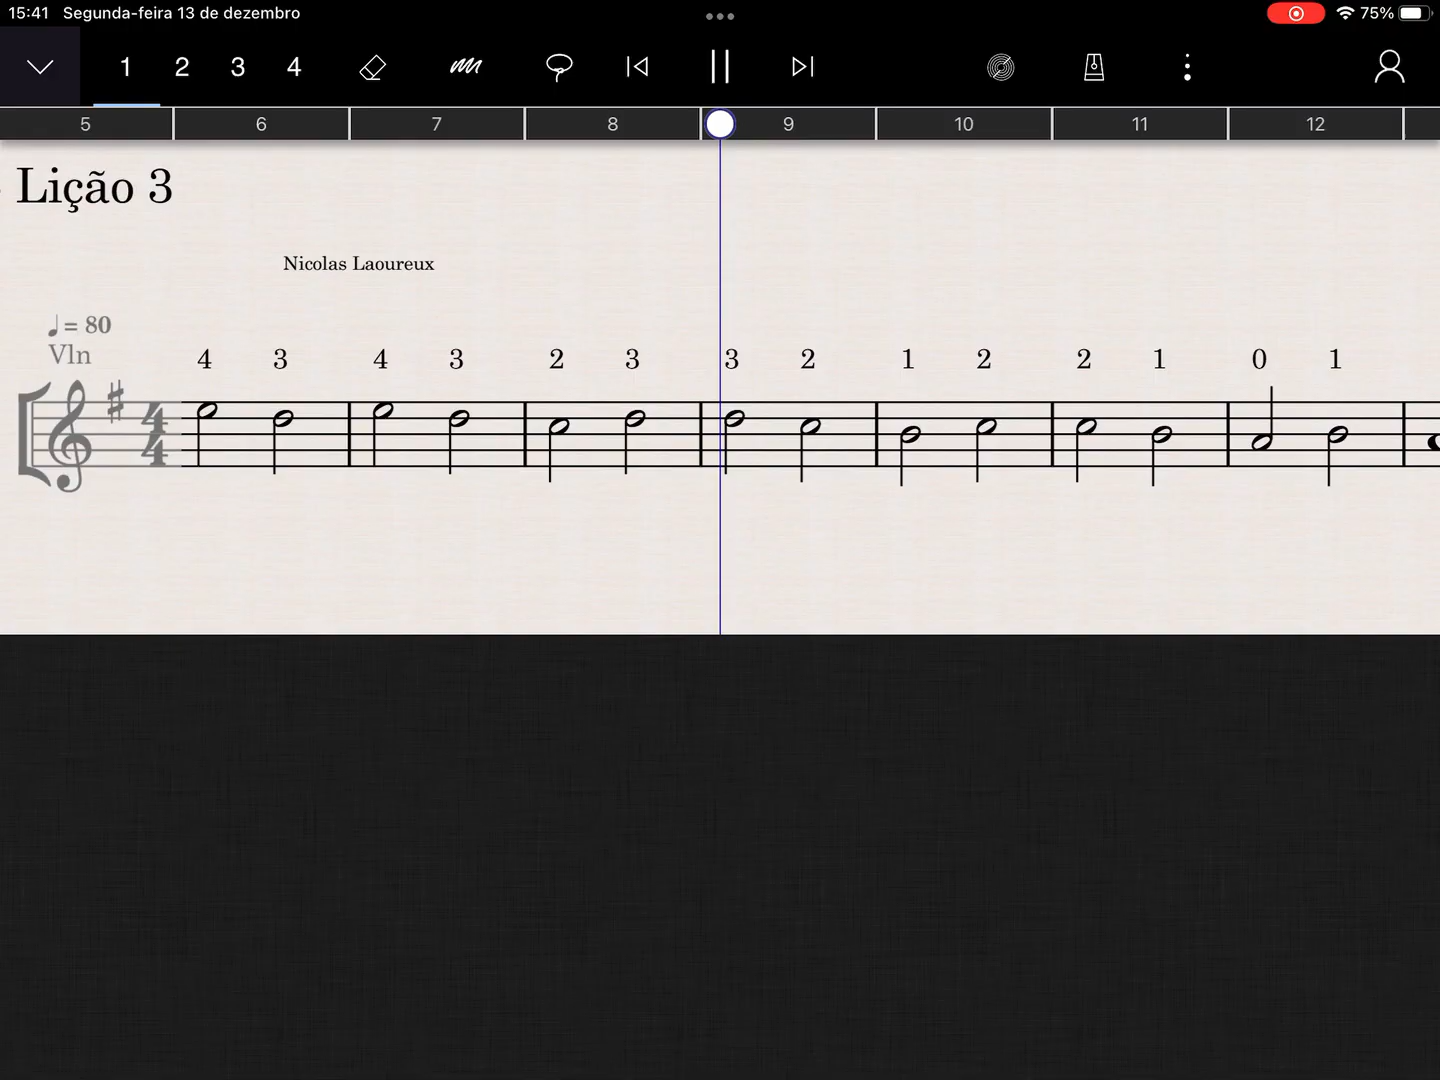 15:41 Segunda-feira 13 de dezembro 75%
1 2 3 4
5 6 7 8 9 10 11 12
Lição 3
Nicolas Laoureux
♩= 80
Vln
4 3 4 3 2 3 3 2 1 2 2 1 0 1
4
4